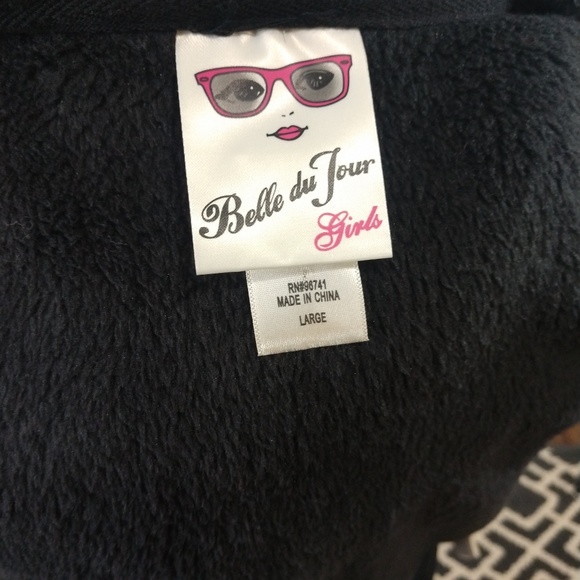 Belle du Jour
Girls
RN#96741
MADE IN CHINA
LARGE